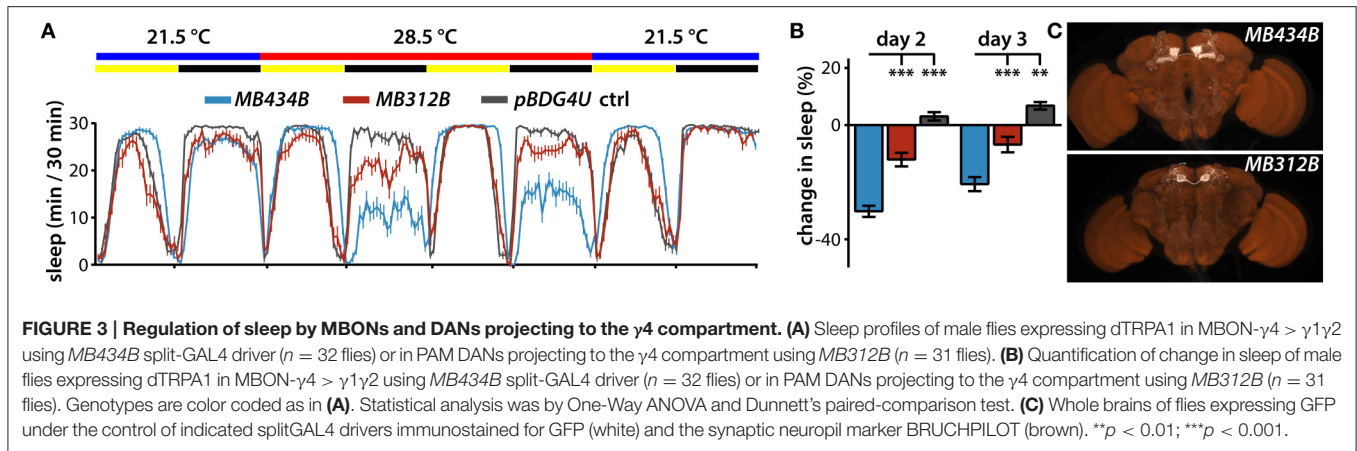 A
21.5 °C
28.5 °C
21.5 °C
MB434B
MB312B
pBDG4U ctrl
sleep (min / 30 min)
30
20
10
0
B
day 2
day 3
***
***
***
**
change in sleep (%)
20
0
-40
C
MB434B
MB312B
FIGURE 3 | Regulation of sleep by MBONs and DANs projecting to the γ4 compartment. (A) Sleep profiles of male flies expressing dTRPA1 in MBON-γ4 > γ1γ2
using MB434B split-GAL4 driver (n = 32 flies) or in PAM DANs projecting to the γ4 compartment using MB312B (n = 31 flies). (B) Quantification of change in sleep of male
flies expressing dTRPA1 in MBON-γ4 > γ1γ2 using MB434B split-GAL4 driver (n = 32 flies) or in PAM DANs projecting to the γ4 compartment using MB312B (n = 31
flies). Genotypes are color coded as in (A). Statistical analysis was by One-Way ANOVA and Dunnett's paired-comparison test. (C) Whole brains of flies expressing GFP
under the control of indicated splitGAL4 drivers immunostained for GFP (white) and the synaptic neuropil marker BRUCHPILOT (brown). **p < 0.01; ***p < 0.001.